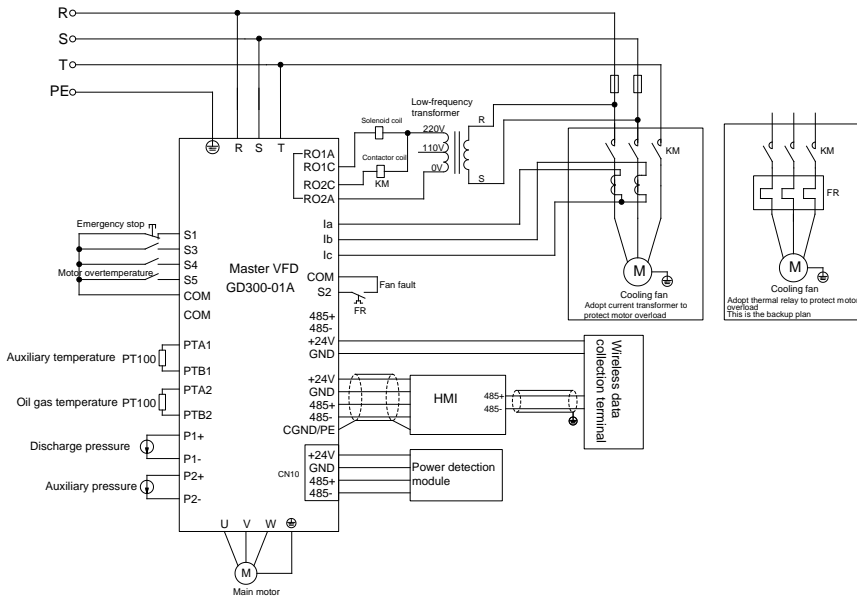 R
S
T
PE
R S T
Low-frequency
transformer
Solenoid coil
220V
110V
0V
Contactor coil
KM
R
S
RO1A
RO1C
RO2C
RO2A
Ia
Ib
Ic
Emergency stop
S1
S3
S4
Motor overtemperature
S5
COM
COM
Master VFD
GD300-01A
COM
S2
Fan fault
FR
485+
485-
+24V
GND
Auxiliary temperature PT100
PTA1
PTB1
Oil gas temperature PT100
PTA2
PTB2
Discharge pressure
P1+
P1-
Auxiliary pressure
P2+
P2-
+24V
GND
485+
485-
CGND/PE
HMI
485+
485-
Wireless data
collection terminal
CN10
+24V
GND
485+
485-
Power detection
module
U V W
M
Main motor
KM
M
Cooling fan
Adopt current transformer to
protect motor overload
KM
FR
M
Cooling fan
Adopt thermal relay to protect motor
overload
This is the backup plan